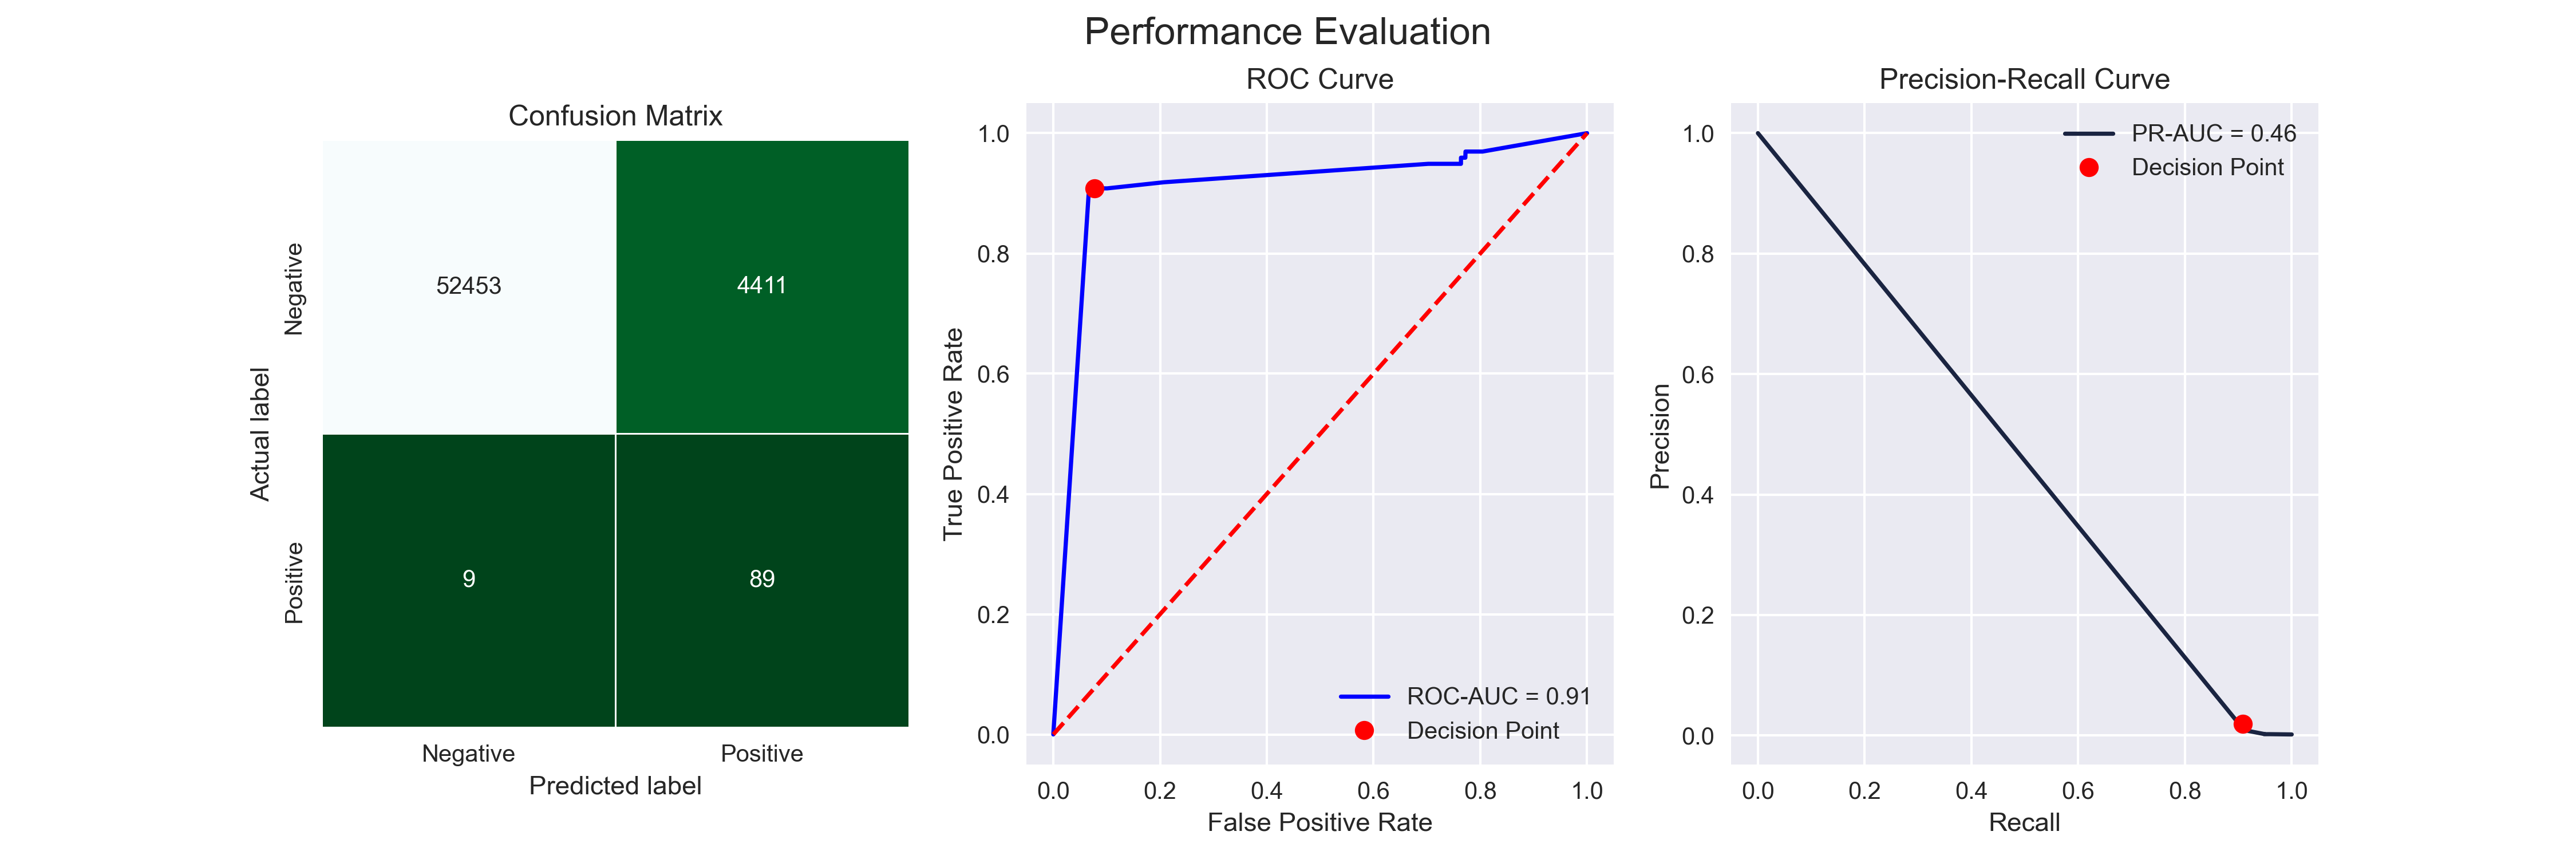 Performance Evaluation
Confusion Matrix
Actual label
Negative
Positive
52453
4411
9
89
Negative
Positive
Predicted label
ROC Curve
True Positive Rate
1.0
0.8
0.6
0.4
0.2
0.0
ROC-AUC = 0.91
Decision Point
0.0
0.2
0.4
0.6
0.8
1.0
False Positive Rate
Precision-Recall Curve
Precision
1.0
0.8
0.6
0.4
0.2
0.0
PR-AUC = 0.46
Decision Point
0.0
0.2
0.4
0.6
0.8
1.0
Recall